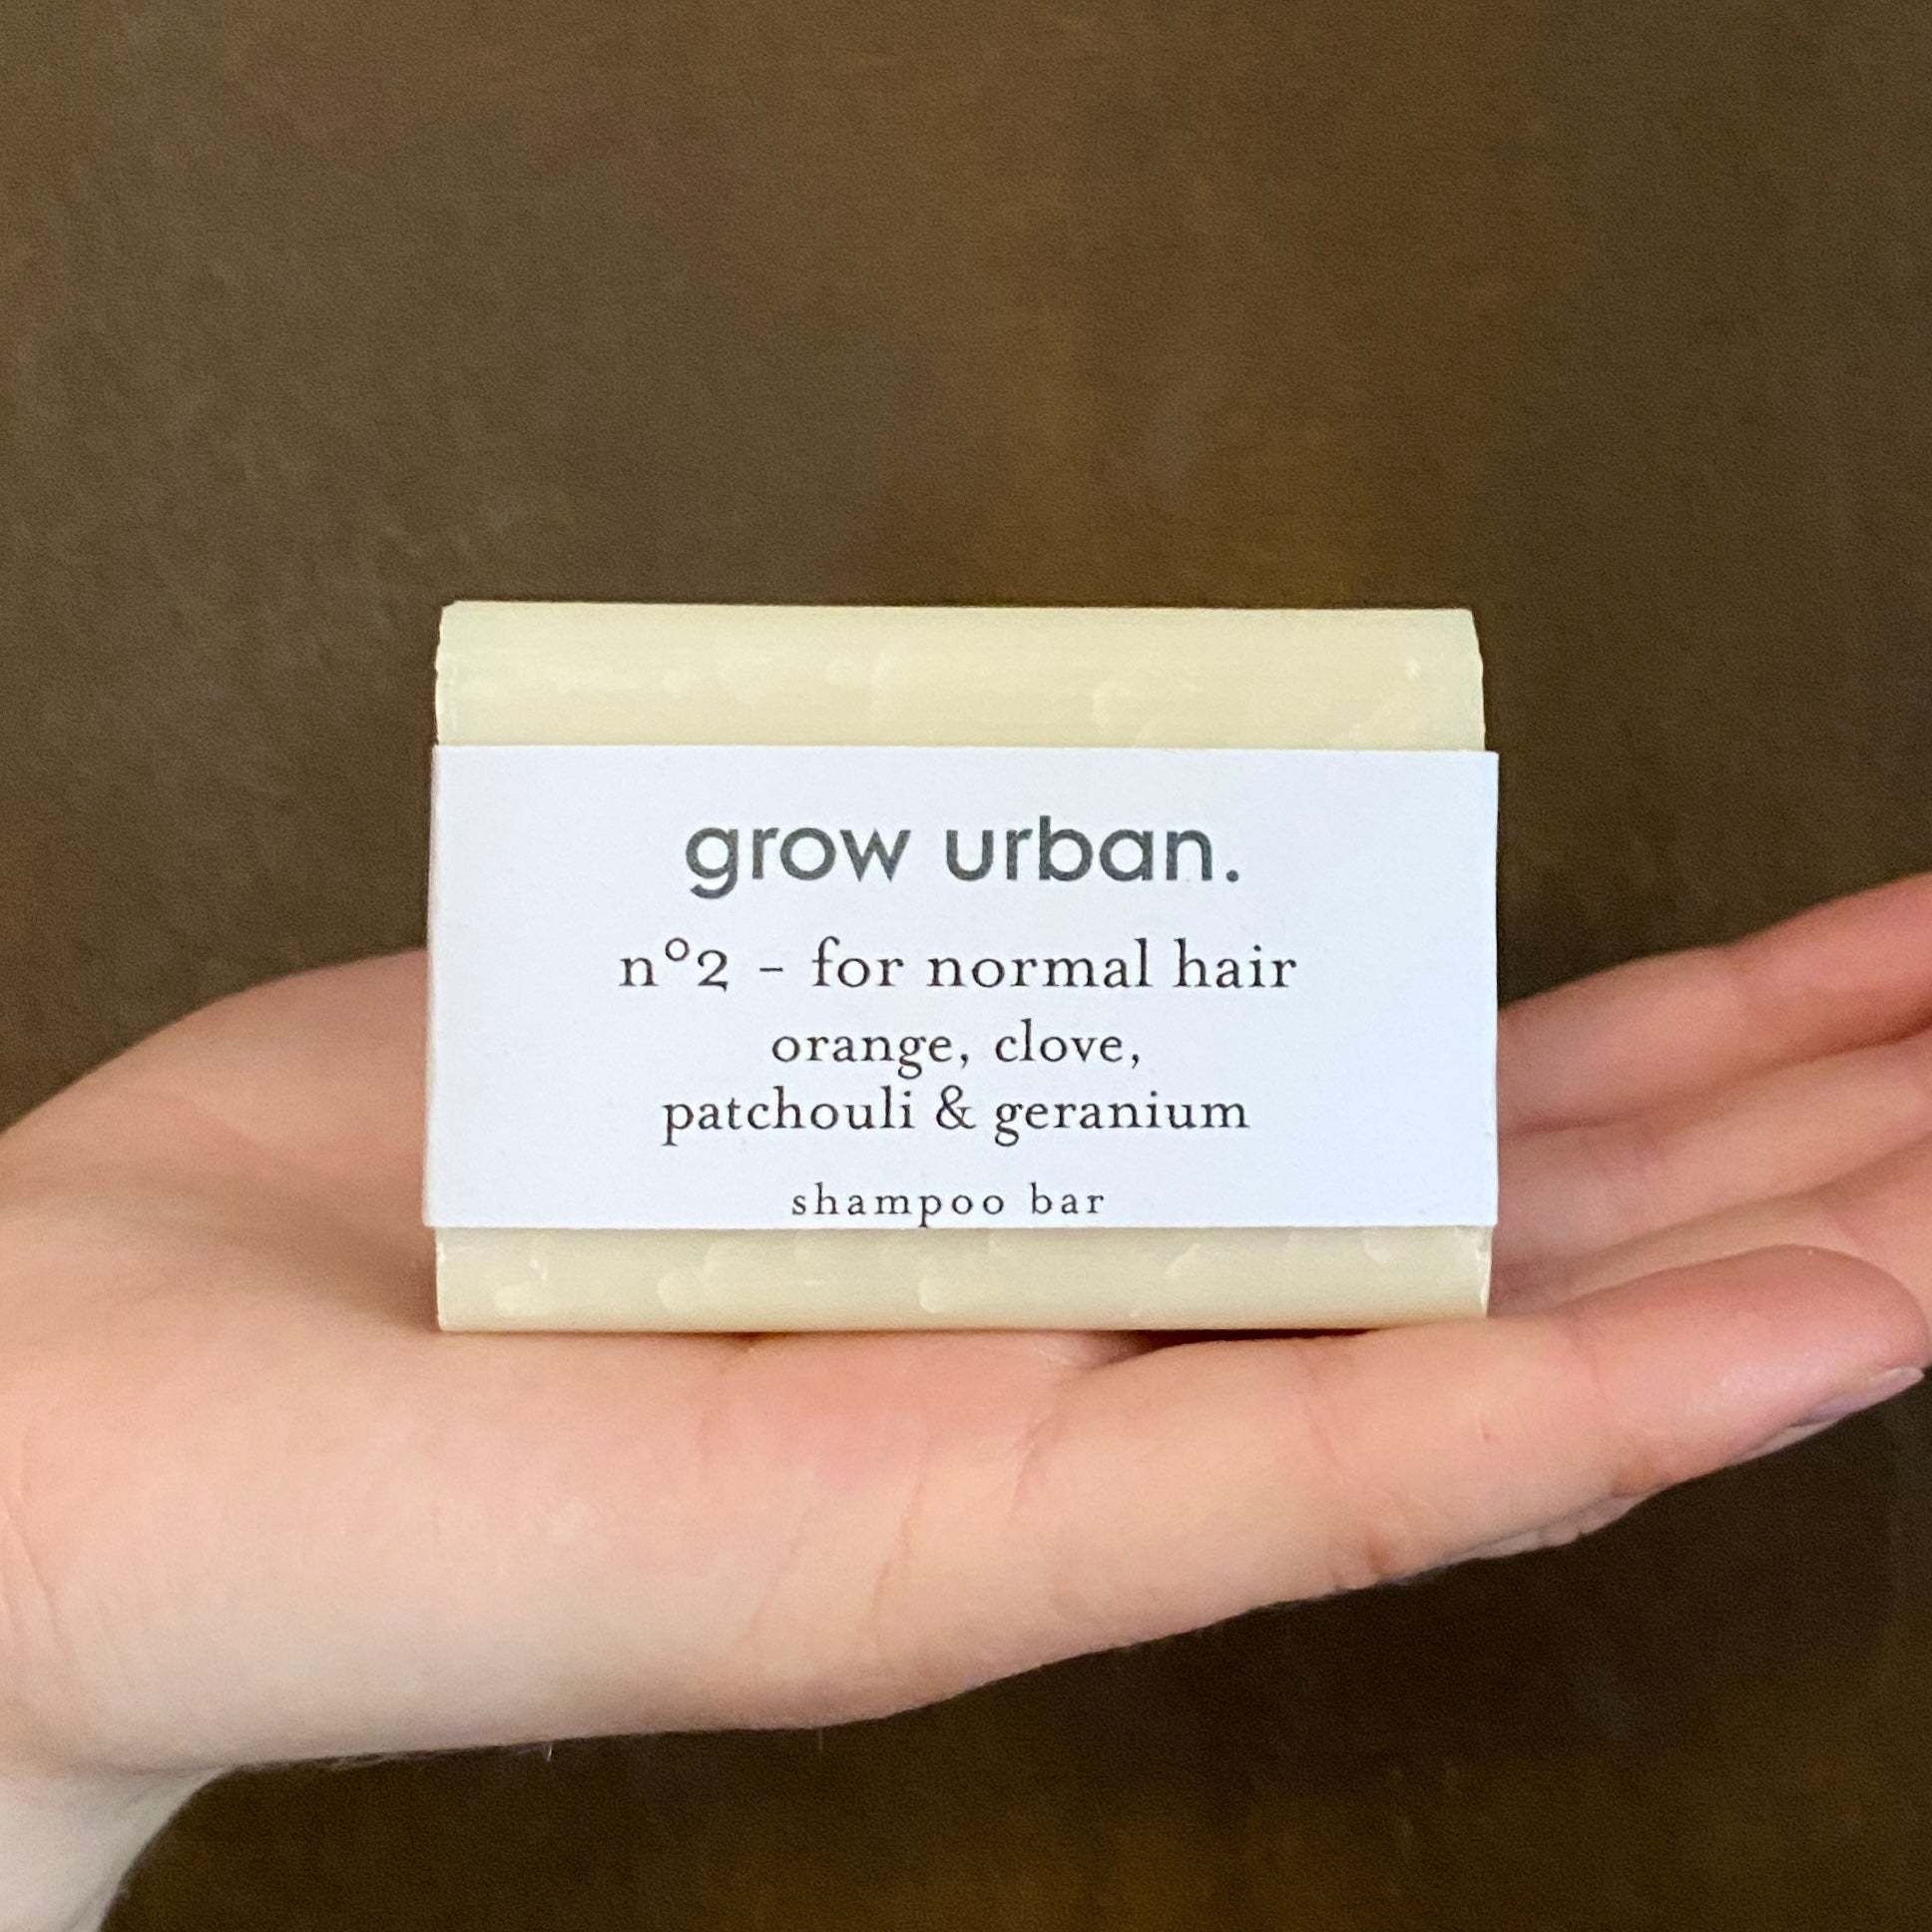 grow urban.
n°2 - for normal hair
orange, clove,
patchouli & geranium
shampoo bar